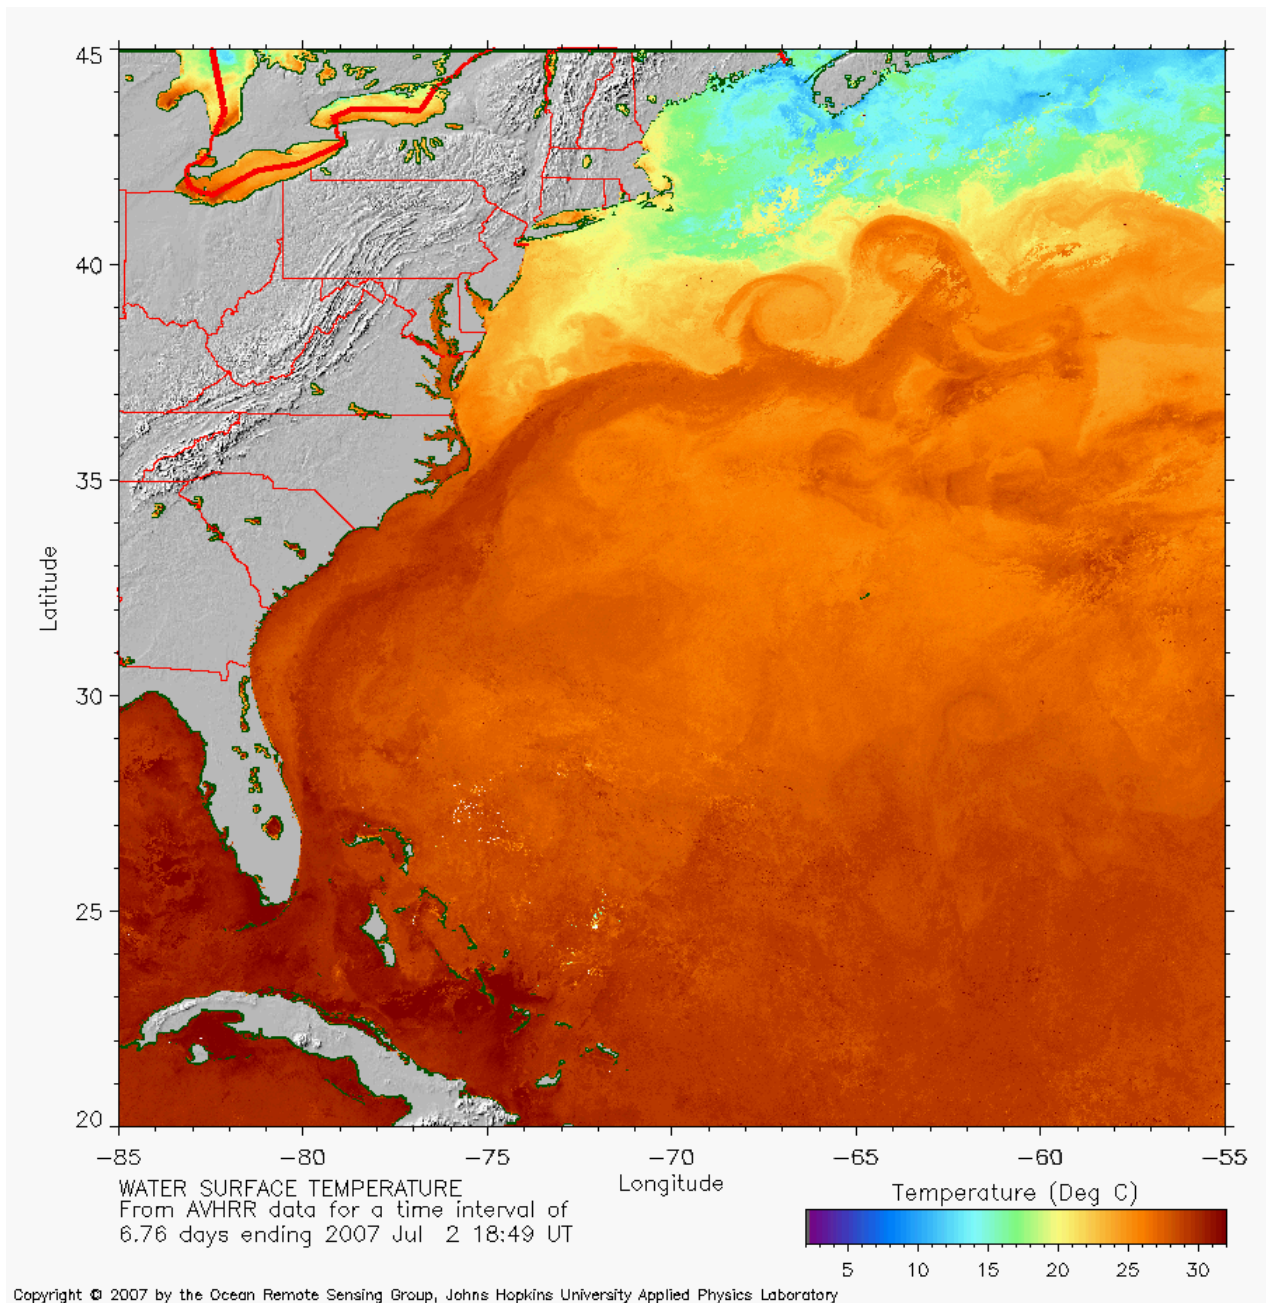 45
40
35
30
25
20
Latitude
−85
−80
−75
−70
−65
−60
−55
Longitude
WATER SURFACE TEMPERATURE
From AVHRR data for a time interval of
6.76 days ending 2007 Jul 2 18:49 UT
Temperature (Deg C)
5 10 15 20 25 30
Copyright © 2007 by the Ocean Remote Sensing Group, Johns Hopkins University Applied Physics Laboratory